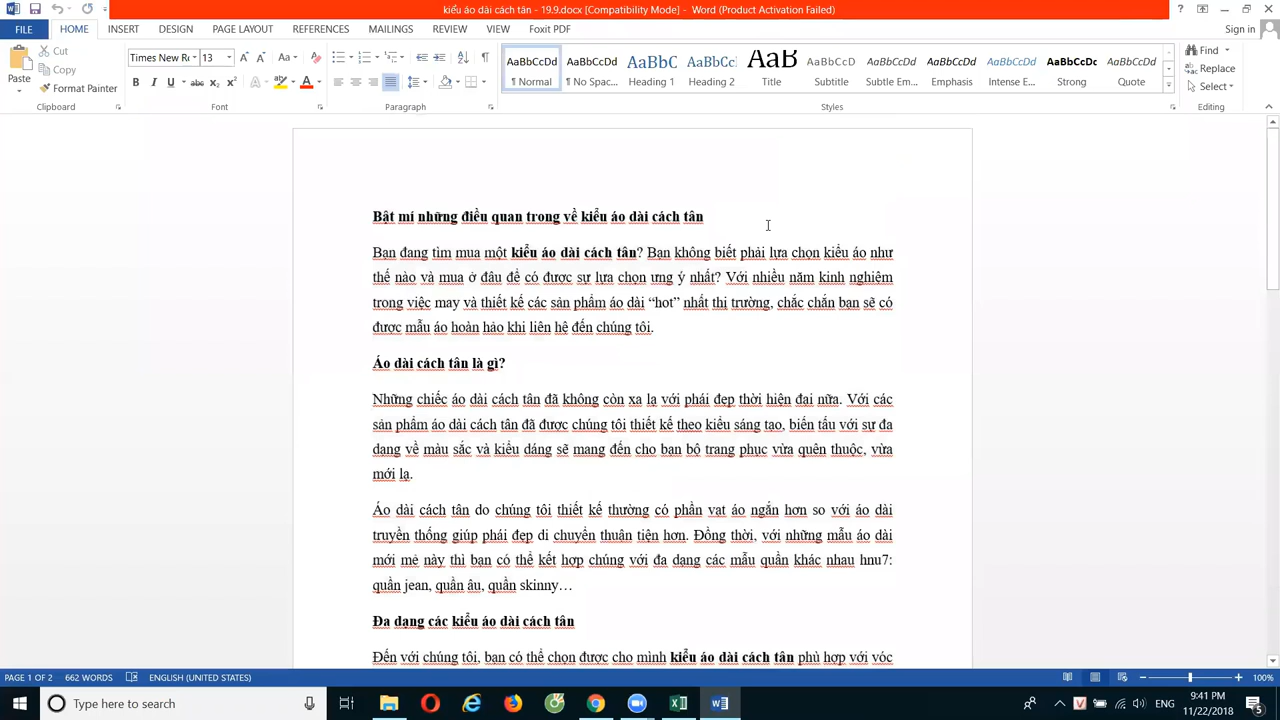 kiểu áo dài cách tân - 19.9.docx [Compatibility Mode] - Word (Product Activation Failed)
FILE HOME INSERT DESIGN PAGE LAYOUT REFERENCES MAILINGS REVIEW VIEW Foxit PDF Sign in
Paste
Cut
Copy
Format Painter
Times New Ro 13
AaBbCcDd AaBbCcDd AaBbC AaBbCc AaB AaBbCcD AaBbCcDd AaBbCcDd AaBbCcDd AaBbCcDc AaBbCcDd
¶ Normal ¶ No Spac... Heading 1 Heading 2 Title Subtitle Subtle Em... Emphasis Intense E... Strong Quote
Find
Replace
Select
Clipboard Font Paragraph Styles Editing
Bật mí những điều quan trong về kiểu áo dài cách tân
Bạn đang tìm mua một kiểu áo dài cách tân? Bạn không biết phải lựa chọn kiểu áo như
thế nào và mua ở đâu để có được sự lựa chọn ưng ý nhất? Với nhiều năm kinh nghiệm
trong việc may và thiết kế các sản phẩm áo dài “hot” nhất thị trường, chắc chắn bạn sẽ có
được mẫu áo hoàn hảo khi liên hệ đến chúng tôi.
Áo dài cách tân là gì?
Những chiếc áo dài cách tân đã không còn xa lạ với phái đẹp thời hiện đại nữa. Với các
sản phẩm áo dài cách tân đã được chúng tôi thiết kế theo kiểu sáng tạo, biến tấu với sự đa
dạng về màu sắc và kiểu dáng sẽ mang đến cho bạn bộ trang phục vừa quên thuộc, vừa
mới lạ.
Áo dài cách tân do chúng tôi thiết kế thường có phần vạt áo ngắn hơn so với áo dài
truyền thống giúp phái đẹp di chuyển thuận tiện hơn. Đồng thời, với những mẫu áo dài
mới mẻ này thì bạn có thể kết hợp chúng với đa dạng các mẫu quần khác nhau hnu7:
quần jean, quần âu, quần skinny…
Đa dạng các kiểu áo dài cách tân
Đến với chúng tôi, bạn có thể chọn được cho mình kiểu áo dài cách tân phù hợp với vóc
PAGE 1 OF 2 662 WORDS ENGLISH (UNITED STATES) 100%
Type here to search
ENG
9:41 PM
11/22/2018
5